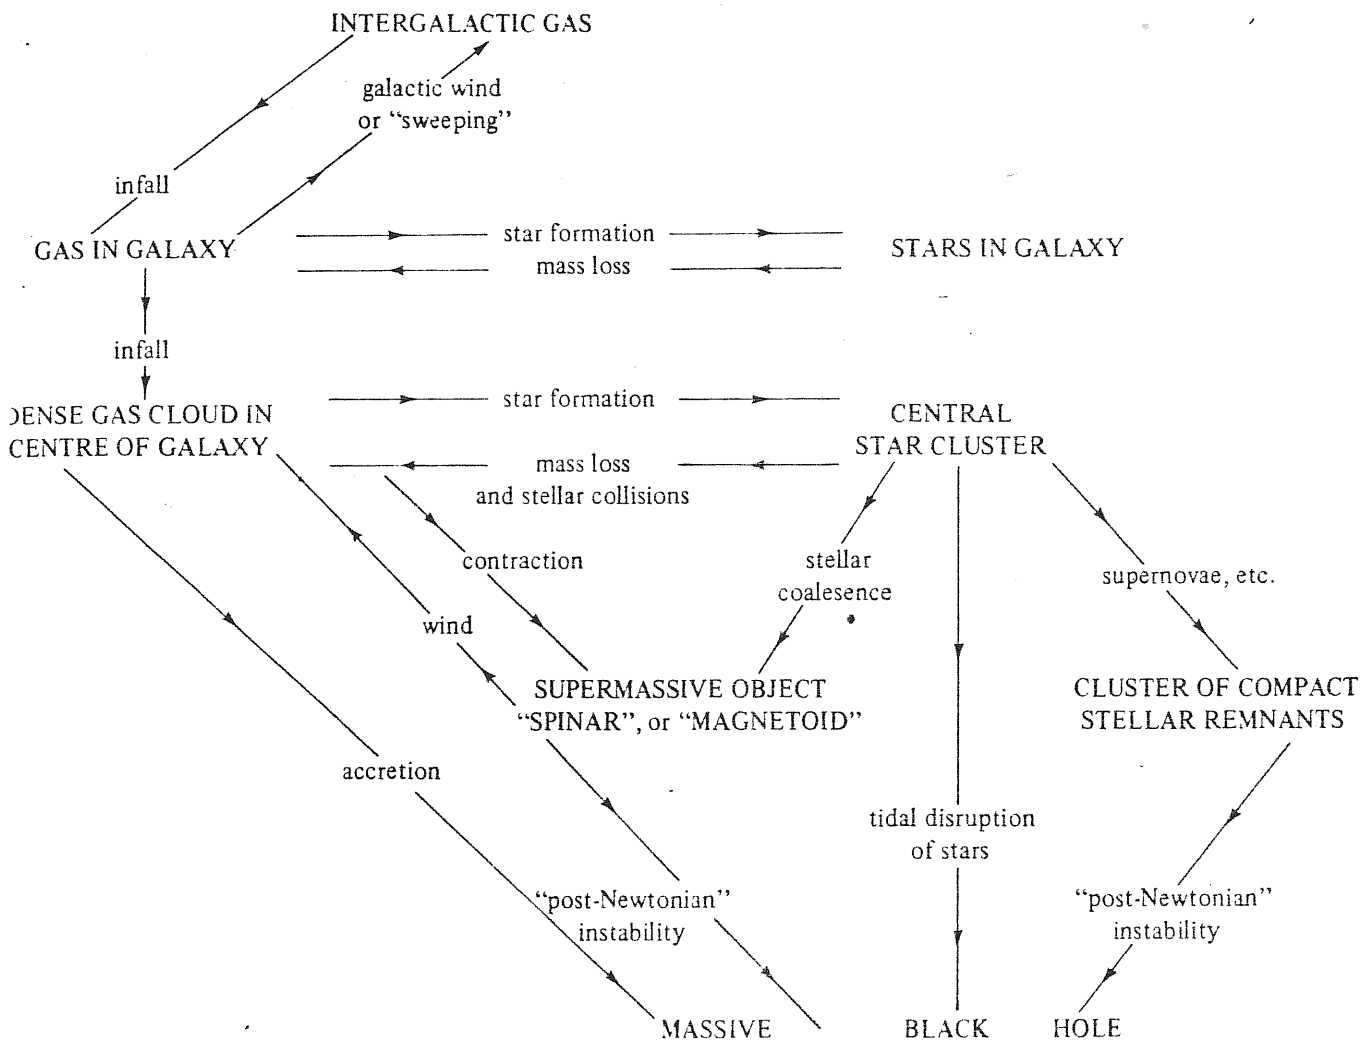 INTERGALACTIC GAS
galactic wind
or “sweeping”
infall
GAS IN GALAXY
star formation
mass loss
STARS IN GALAXY
infall
DENSE GAS CLOUD IN
CENTRE OF GALAXY
star formation
mass loss
and stellar collisions
CENTRAL
STAR CLUSTER
contraction
stellar
coalesence
supernovae, etc.
wind
SUPERMASSIVE OBJECT
“SPINAR”, or “MAGNETOID”
CLUSTER OF COMPACT
STELLAR REMNANTS
accretion
tidal disruption
of stars
“post-Newtonian”
instability
“post-Newtonian”
instability
MASSIVE BLACK HOLE